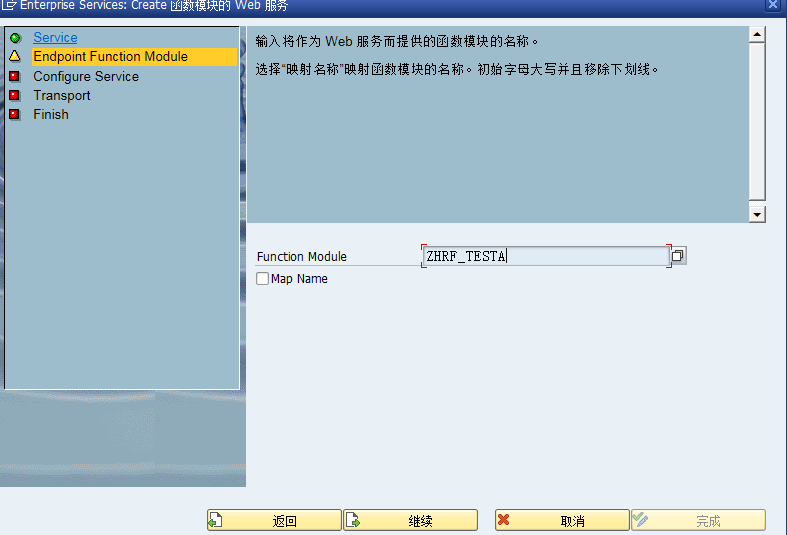 Enterprise Services: Create 函数模块的 Web 服务
Service
Endpoint Function Module
Configure Service
Transport
Finish
输入将作为 Web 服务而提供的函数模块的名称。
选择“映射名称”映射函数模块的名称。初始字母大写并且移除下划线。
Function Module ZHRF_TESTA
Map Name
返回 继续 取消 完成